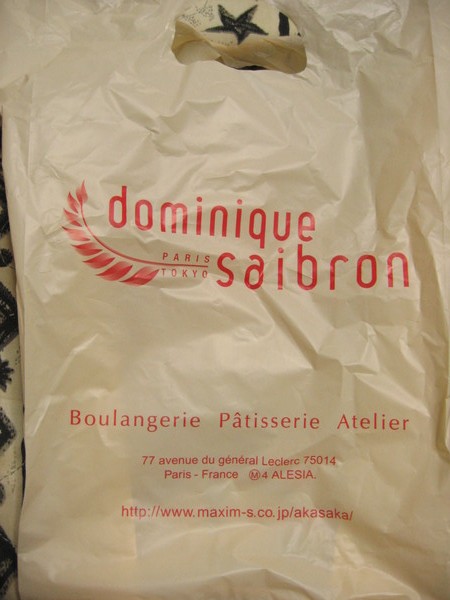 dominique
PARIS
TOKYO
saibron
Boulangerie Pâtisserie Atelier
77 avenue du général Leclerc 75014
Paris - France Ⓜ4 ALESIA.
http://www.maxim-s.co.jp/akasaka/